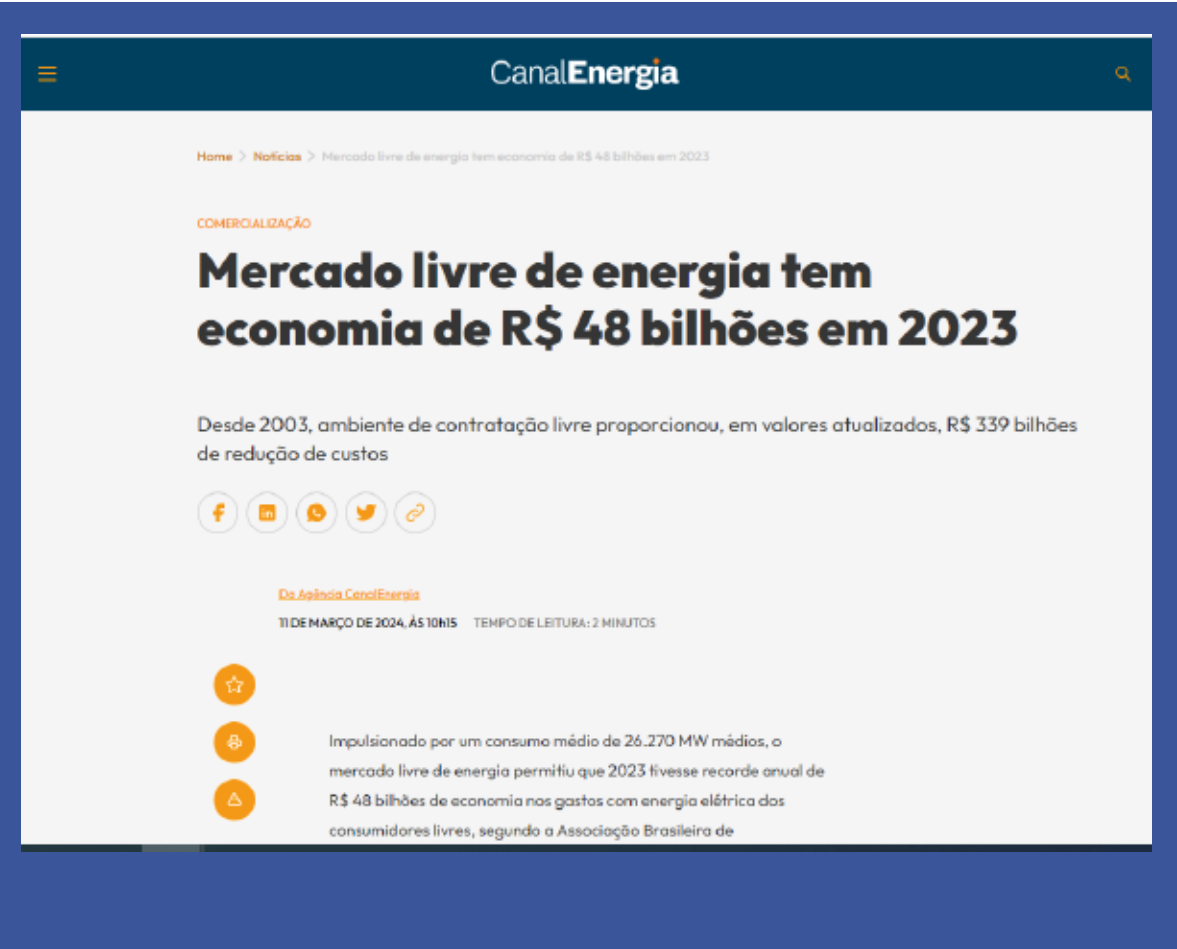 CanalEnergia
Home > Notícias > Mercado livre de energia tem economia de R$ 48 bilhões em 2023
COMERCIALIZAÇÃO
Mercado livre de energia tem
economia de R$ 48 bilhões em 2023
Desde 2003, ambiente de contratação livre proporcionou, em valores atualizados, R$ 339 bilhões
de redução de custos
Da Agência CanalEnergia
11 DE MARÇO DE 2024, ÀS 10h15 TEMPO DE LEITURA: 2 MINUTOS
Impulsionado por um consumo médio de 26.270 MW médios, o
mercado livre de energia permitiu que 2023 tivesse recorde anual de
R$ 48 bilhões de economia nos gastos com energia elétrica dos
consumidores livres, segundo a Associação Brasileira de